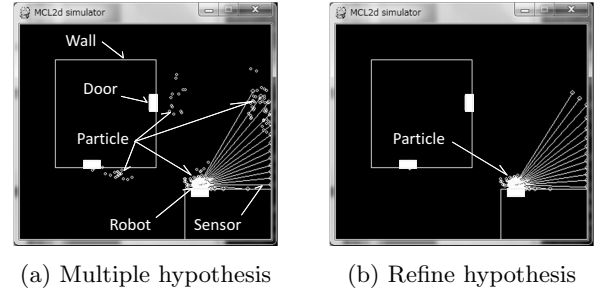 MCL2d simulator
Wall
Door
Particle
Robot
Sensor
(a) Multiple hypothesis
MCL2d simulator
Particle
(b) Refine hypothesis